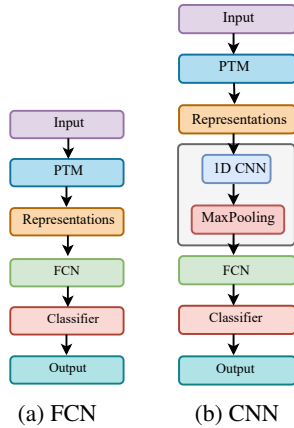 Input
PTM
Representations
FCN
Classifier
Output
(a) FCN
Input
PTM
Representations
1D CNN
MaxPooling
FCN
Classifier
Output
(b) CNN